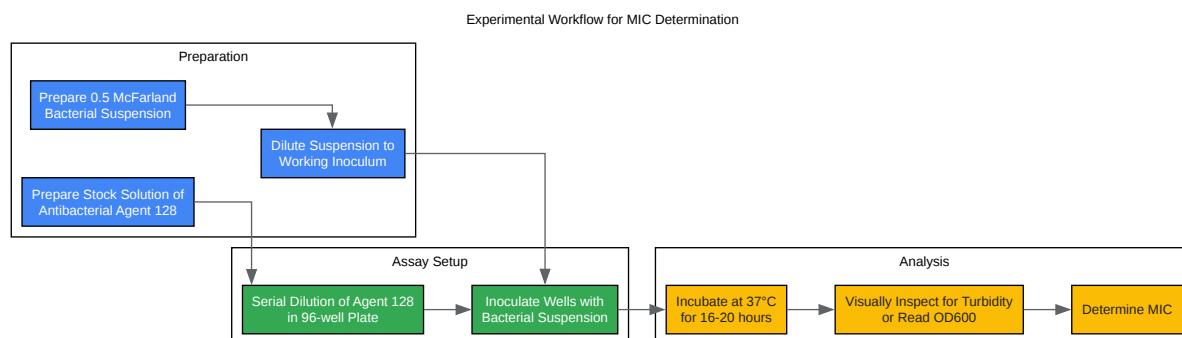 Experimental Workflow for MIC Determination
Preparation
Prepare 0.5 McFarland
Bacterial Suspension
Dilute Suspension to
Working Inoculum
Prepare Stock Solution of
Antibacterial Agent 128
Assay Setup
Serial Dilution of Agent 128
in 96-well Plate
Inoculate Wells with
Bacterial Suspension
Analysis
Incubate at 37°C
for 16-20 hours
Visually Inspect for Turbidity
or Read OD600
Determine MIC